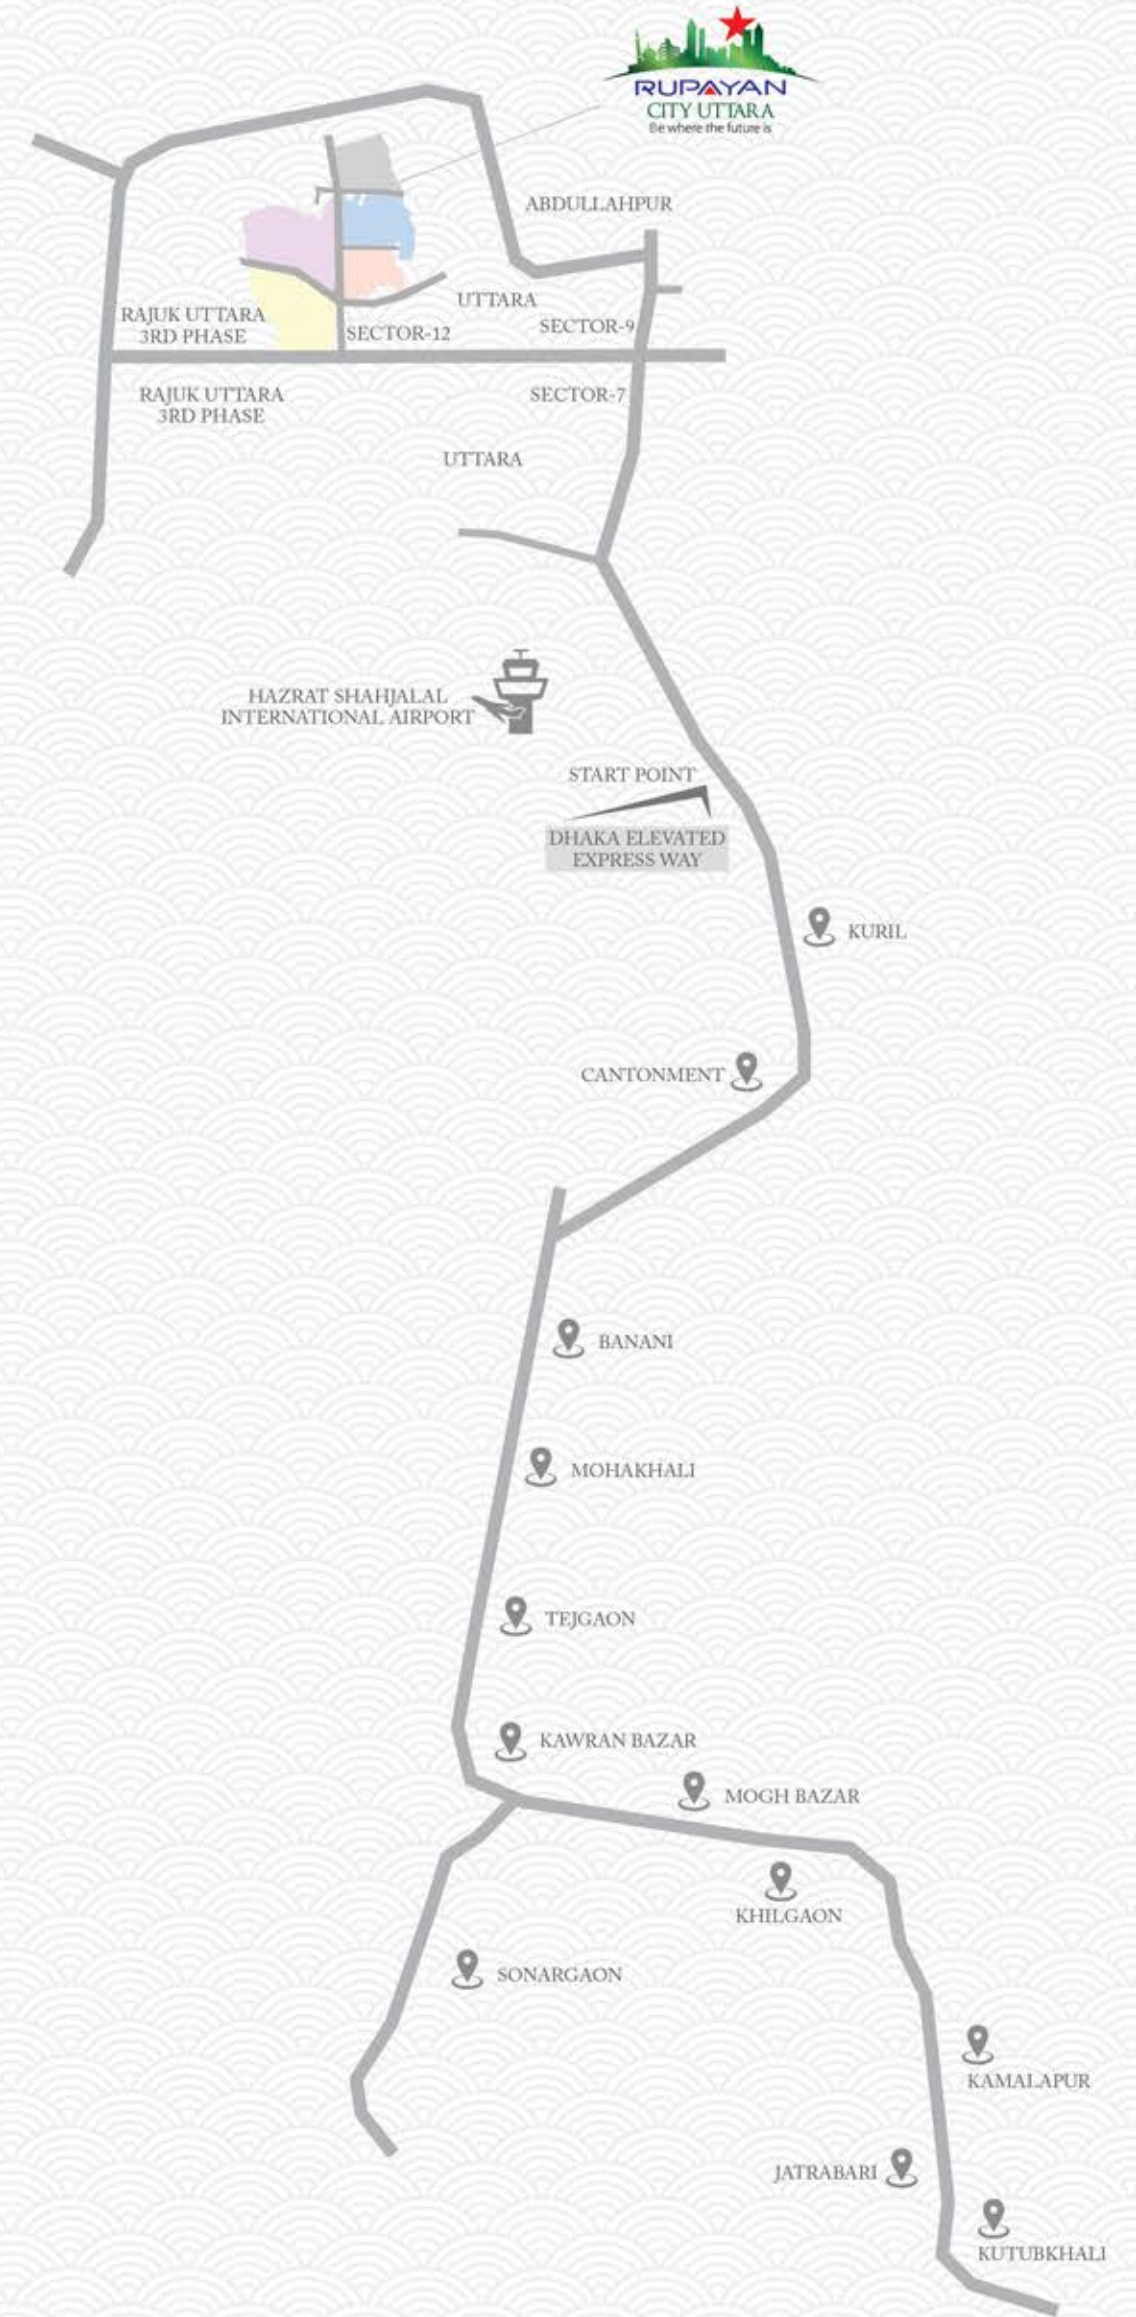 RUPAYAN
CITY UTTARA
Be where the future is
ABDULLAHPUR
UTTARA
RAJUK UTTARA
3RD PHASE
SECTOR-12
SECTOR-9
RAJUK UTTARA
3RD PHASE
SECTOR-7
UTTARA
HAZRAT SHAHJALAL
INTERNATIONAL AIRPORT
START POINT
DHAKA ELEVATED
EXPRESS WAY
KURIL
CANTONMENT
BANANI
MOHAKHALI
TEJGAON
KAWRAN BAZAR
MOGH BAZAR
KHILGAON
SONARGAON
KAMALAPUR
JATRABARI
KUTUBKHALI